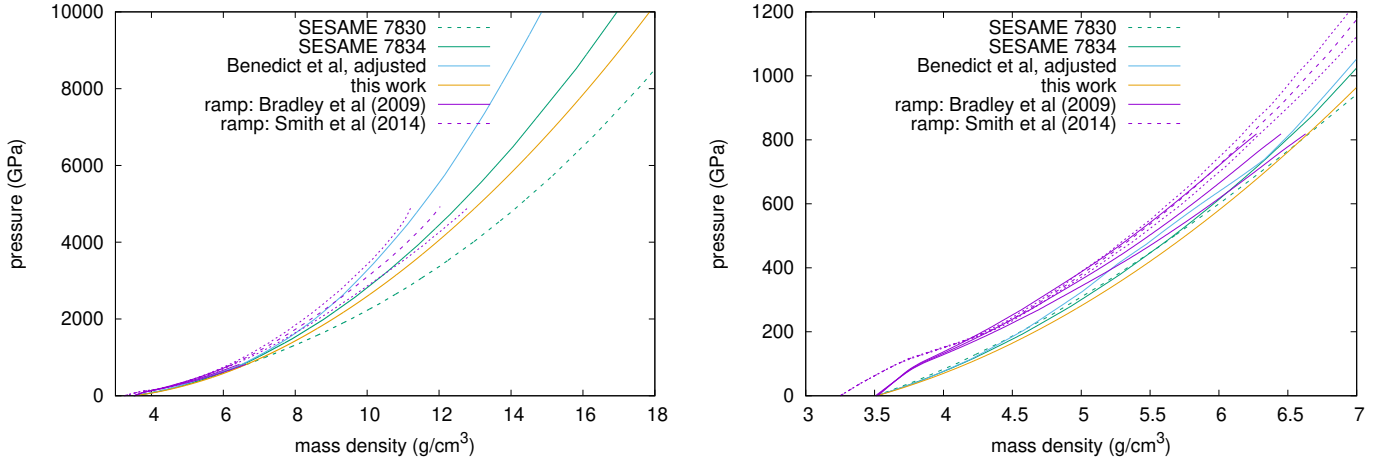 10000
8000
6000
4000
2000
0
4 6 8 10 12 14 16 18
pressure (GPa)
mass density (g/cm³)
SESAME 7830
SESAME 7834
Benedict et al, adjusted
this work
ramp: Bradley et al (2009)
ramp: Smith et al (2014)
1200
1000
800
600
400
200
0
3 3.5 4 4.5 5 5.5 6 6.5 7
pressure (GPa)
mass density (g/cm³)
SESAME 7830
SESAME 7834
Benedict et al, adjusted
this work
ramp: Bradley et al (2009)
ramp: Smith et al (2014)